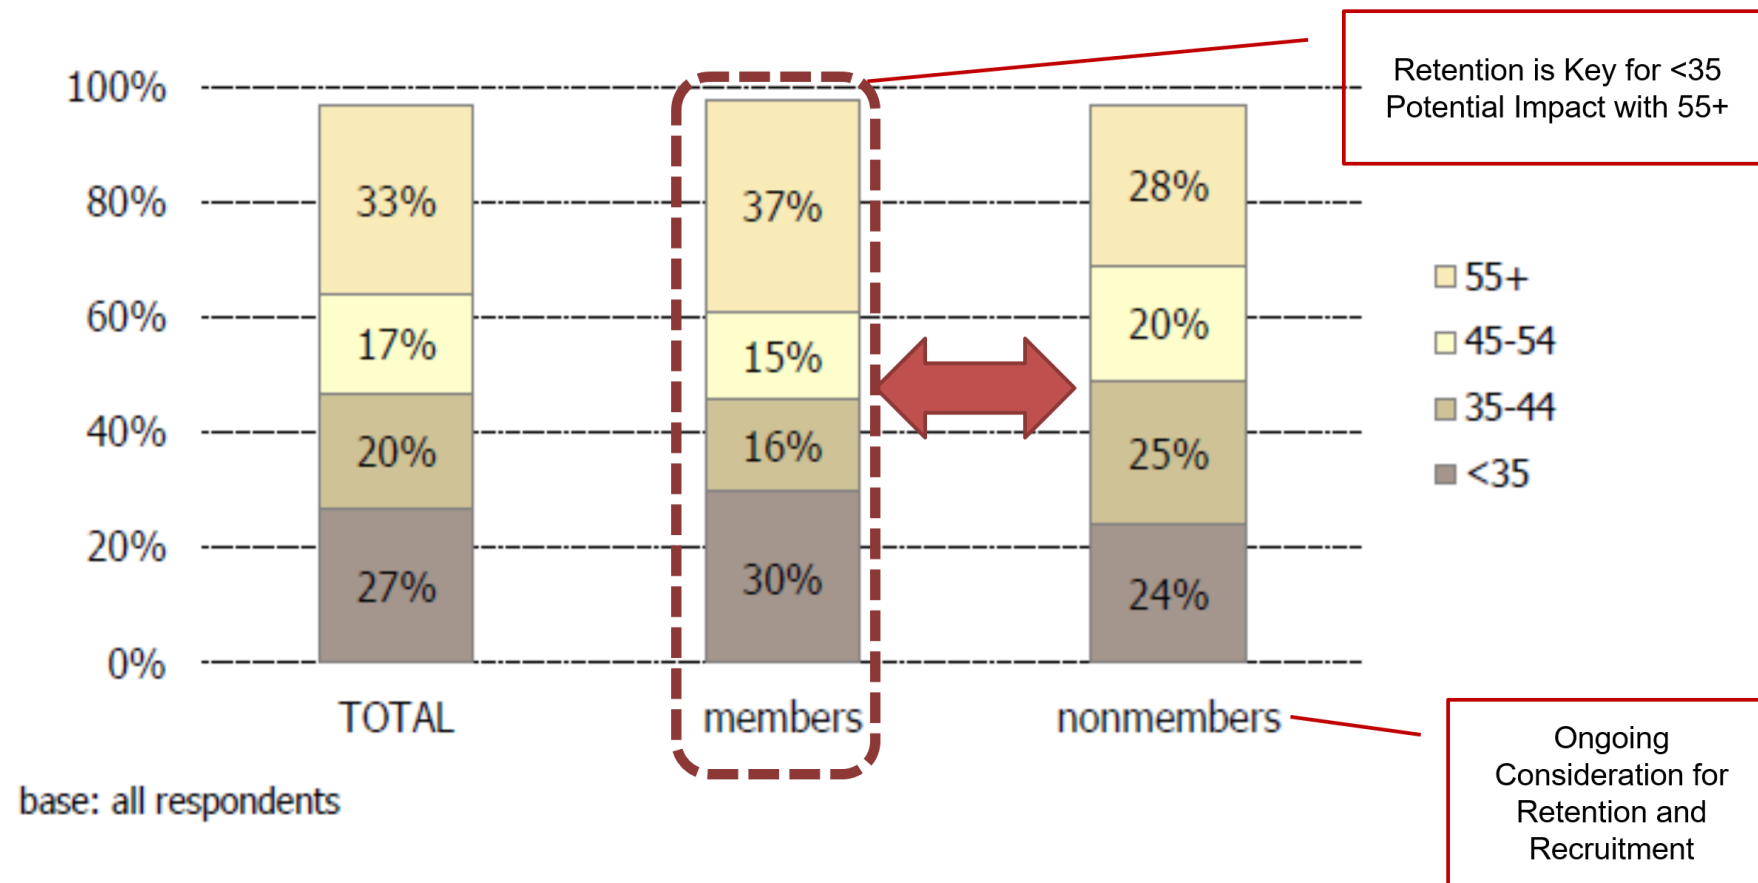 Retention is Key for <35
Potential Impact with 55+
100%
80%
60%
40%
20%
0%
33%
17%
20%
27%
37%
15%
16%
30%
28%
20%
25%
24%
55+
45-54
35-44
<35
TOTAL
members
nonmembers
Ongoing
Consideration for
Retention and
Recruitment
base: all respondents